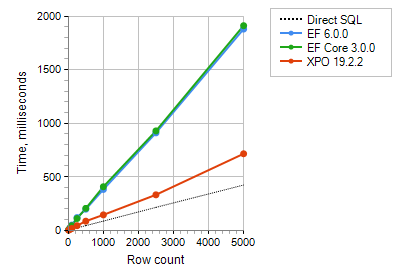 2000
1500
1000
500
0
0
1000
2000
3000
4000
5000
Time, milliseconds
Row count
Direct SQL
EF 6.0.0
EF Core 3.0.0
XPO 19.2.2